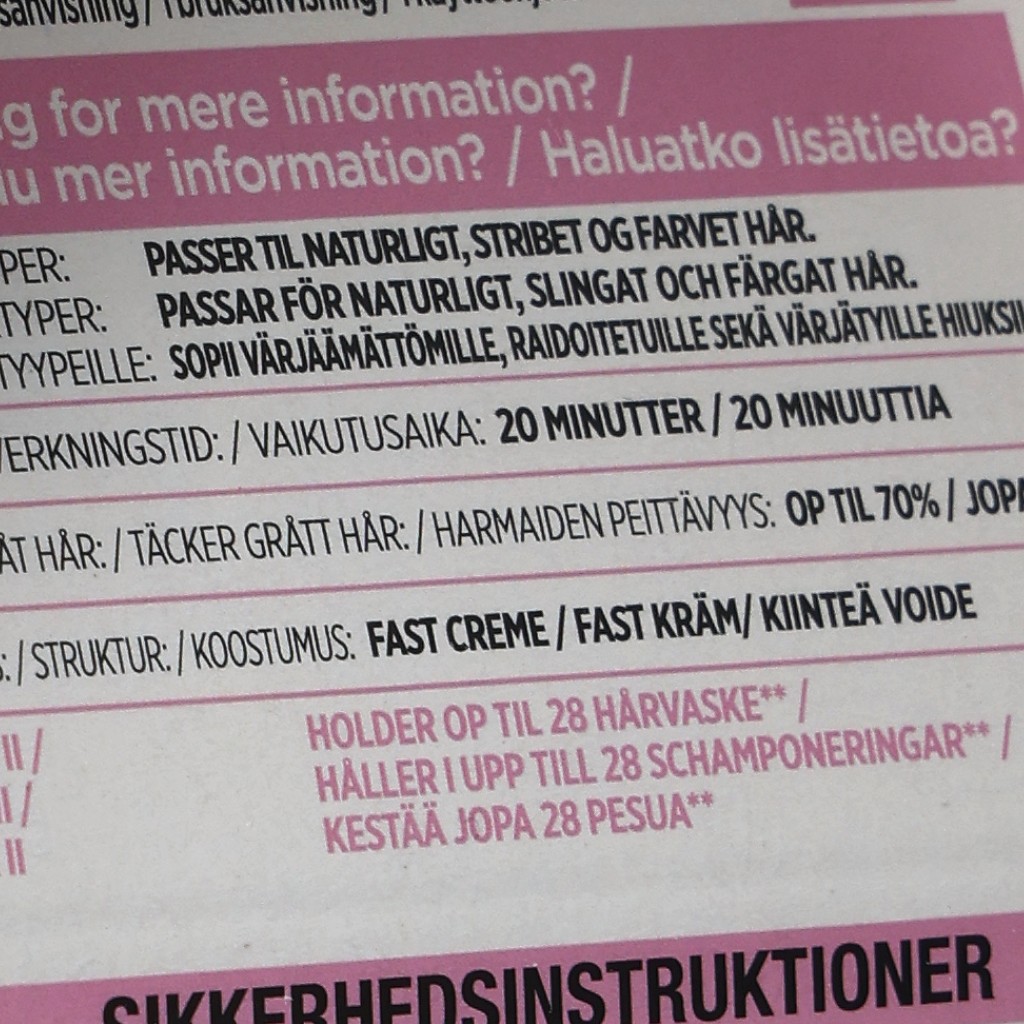 sanvisning / 
g for mere information? /
u mer information? / Haluatko lisätietoa?
PER: PASSER TIL NATURLIGT, STRIBET OG FARVET HÅR.
TYPER: PASSAR FÖR NATURLIGT, SLINGAT OCH FÄRGAT HÅR.
TYYPEILLE: SOPII VÄRJÄÄMÄTTÖMILLE, RAIDOITETUILLE SEKÄ VÄRJÄTYILLE HIUKSI
VERKNINGSTID: / VAIKUTUSAIKA: 20 MINUTTER / 20 MINUUTTIA
ÅT HÅR: / TÄCKER GRÅTT HÅR: / HARMAIDEN PEITTÄVYYS: OP TIL 70% / JOPA
: / STRUKTUR: / KOOSTUMUS: FAST CREME / FAST KRÄM/ KIINTEÄ VOIDE
II / HOLDER OP TIL 28 HÅRVASKE** /
I / HÅLLER I UPP TILL 28 SCHAMPONERINGAR** /
II KESTÄÄ JOPA 28 PESUA**
SIKKERHEDSINSTRUKTIONER